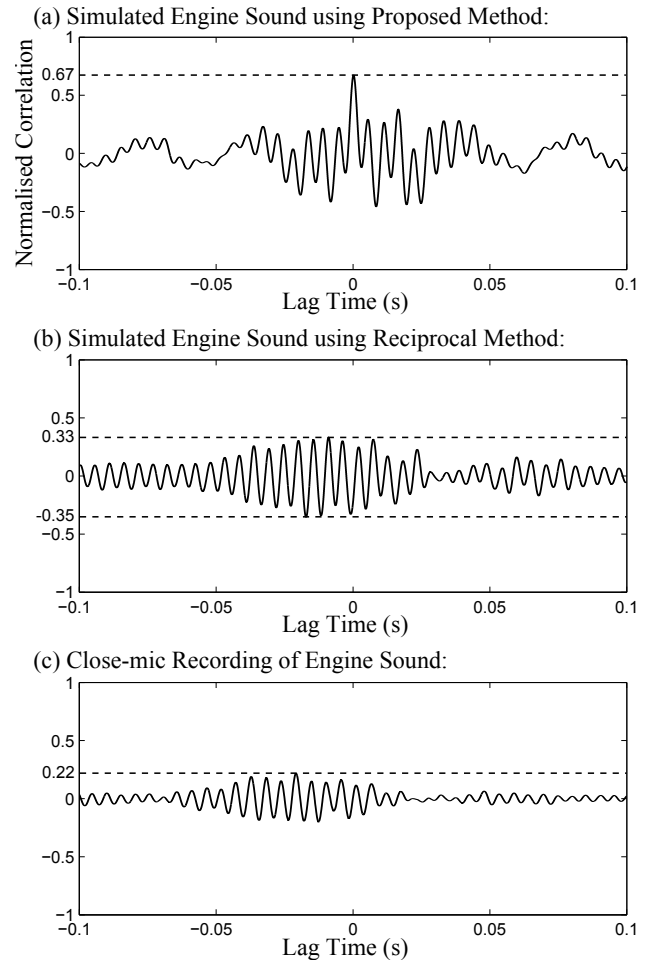 (a) Simulated Engine Sound using Proposed Method:
1
0.67
0.5
0
−0.5
−1
Normalised Correlation
−0.1 −0.05 0 0.05 0.1
Lag Time (s)
(b) Simulated Engine Sound using Reciprocal Method:
1
0.5
0.33
0
-0.35
−0.5
−1
−0.1 −0.05 0 0.05 0.1
Lag Time (s)
(c) Close-mic Recording of Engine Sound:
1
0.5
0.22
0
−0.5
−1
−0.1 −0.05 0 0.05 0.1
Lag Time (s)